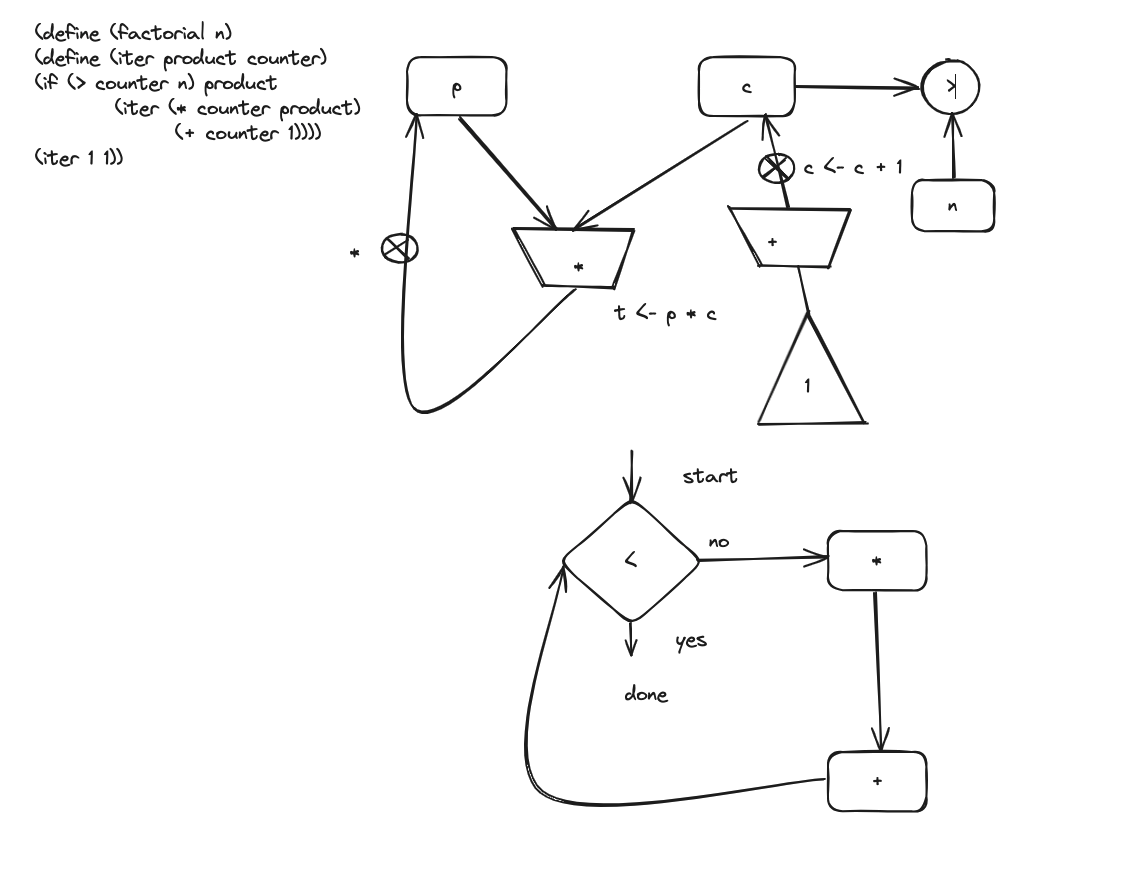 (define (factorial n)
(define (iter product counter)
(if (> counter n) product
(iter (* counter product)
(+ counter 1))))
(iter 1 1))
p
c
>
n
c <- c + 1
*
*
+
t <- p * c
1
start
<
no
*
yes
done
+